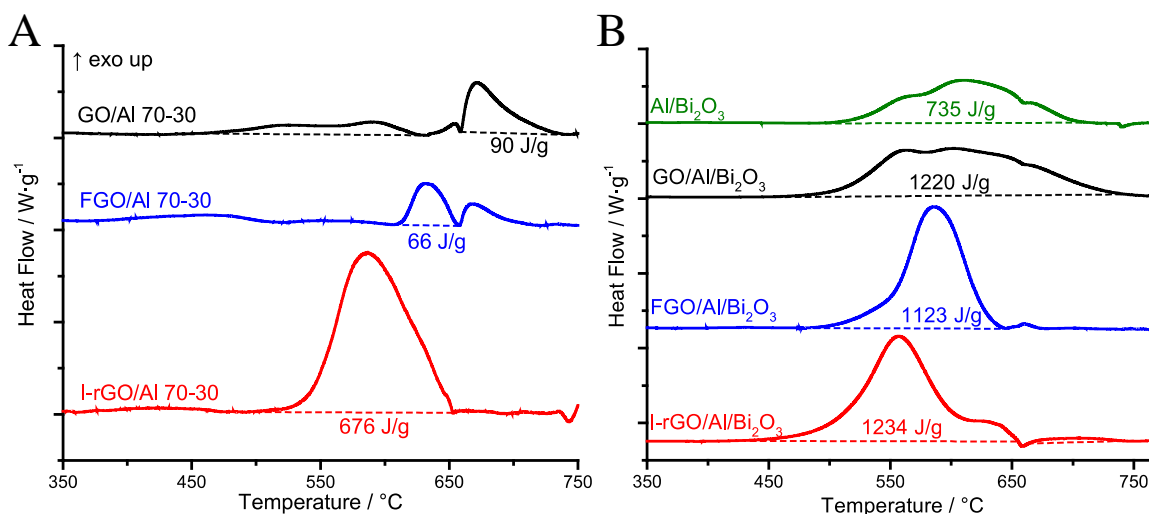 A
↑ exo up
GO/Al 70-30
90 J/g
FGO/Al 70-30
66 J/g
I-rGO/Al 70-30
676 J/g
Heat Flow / W·g⁻¹
350 450 550 650 750
Temperature / °C
B
Al/Bi₂O₃
735 J/g
GO/Al/Bi₂O₃
1220 J/g
FGO/Al/Bi₂O₃
1123 J/g
I-rGO/Al/Bi₂O₃
1234 J/g
Heat Flow / W·g⁻¹
350 450 550 650 750
Temperature / °C